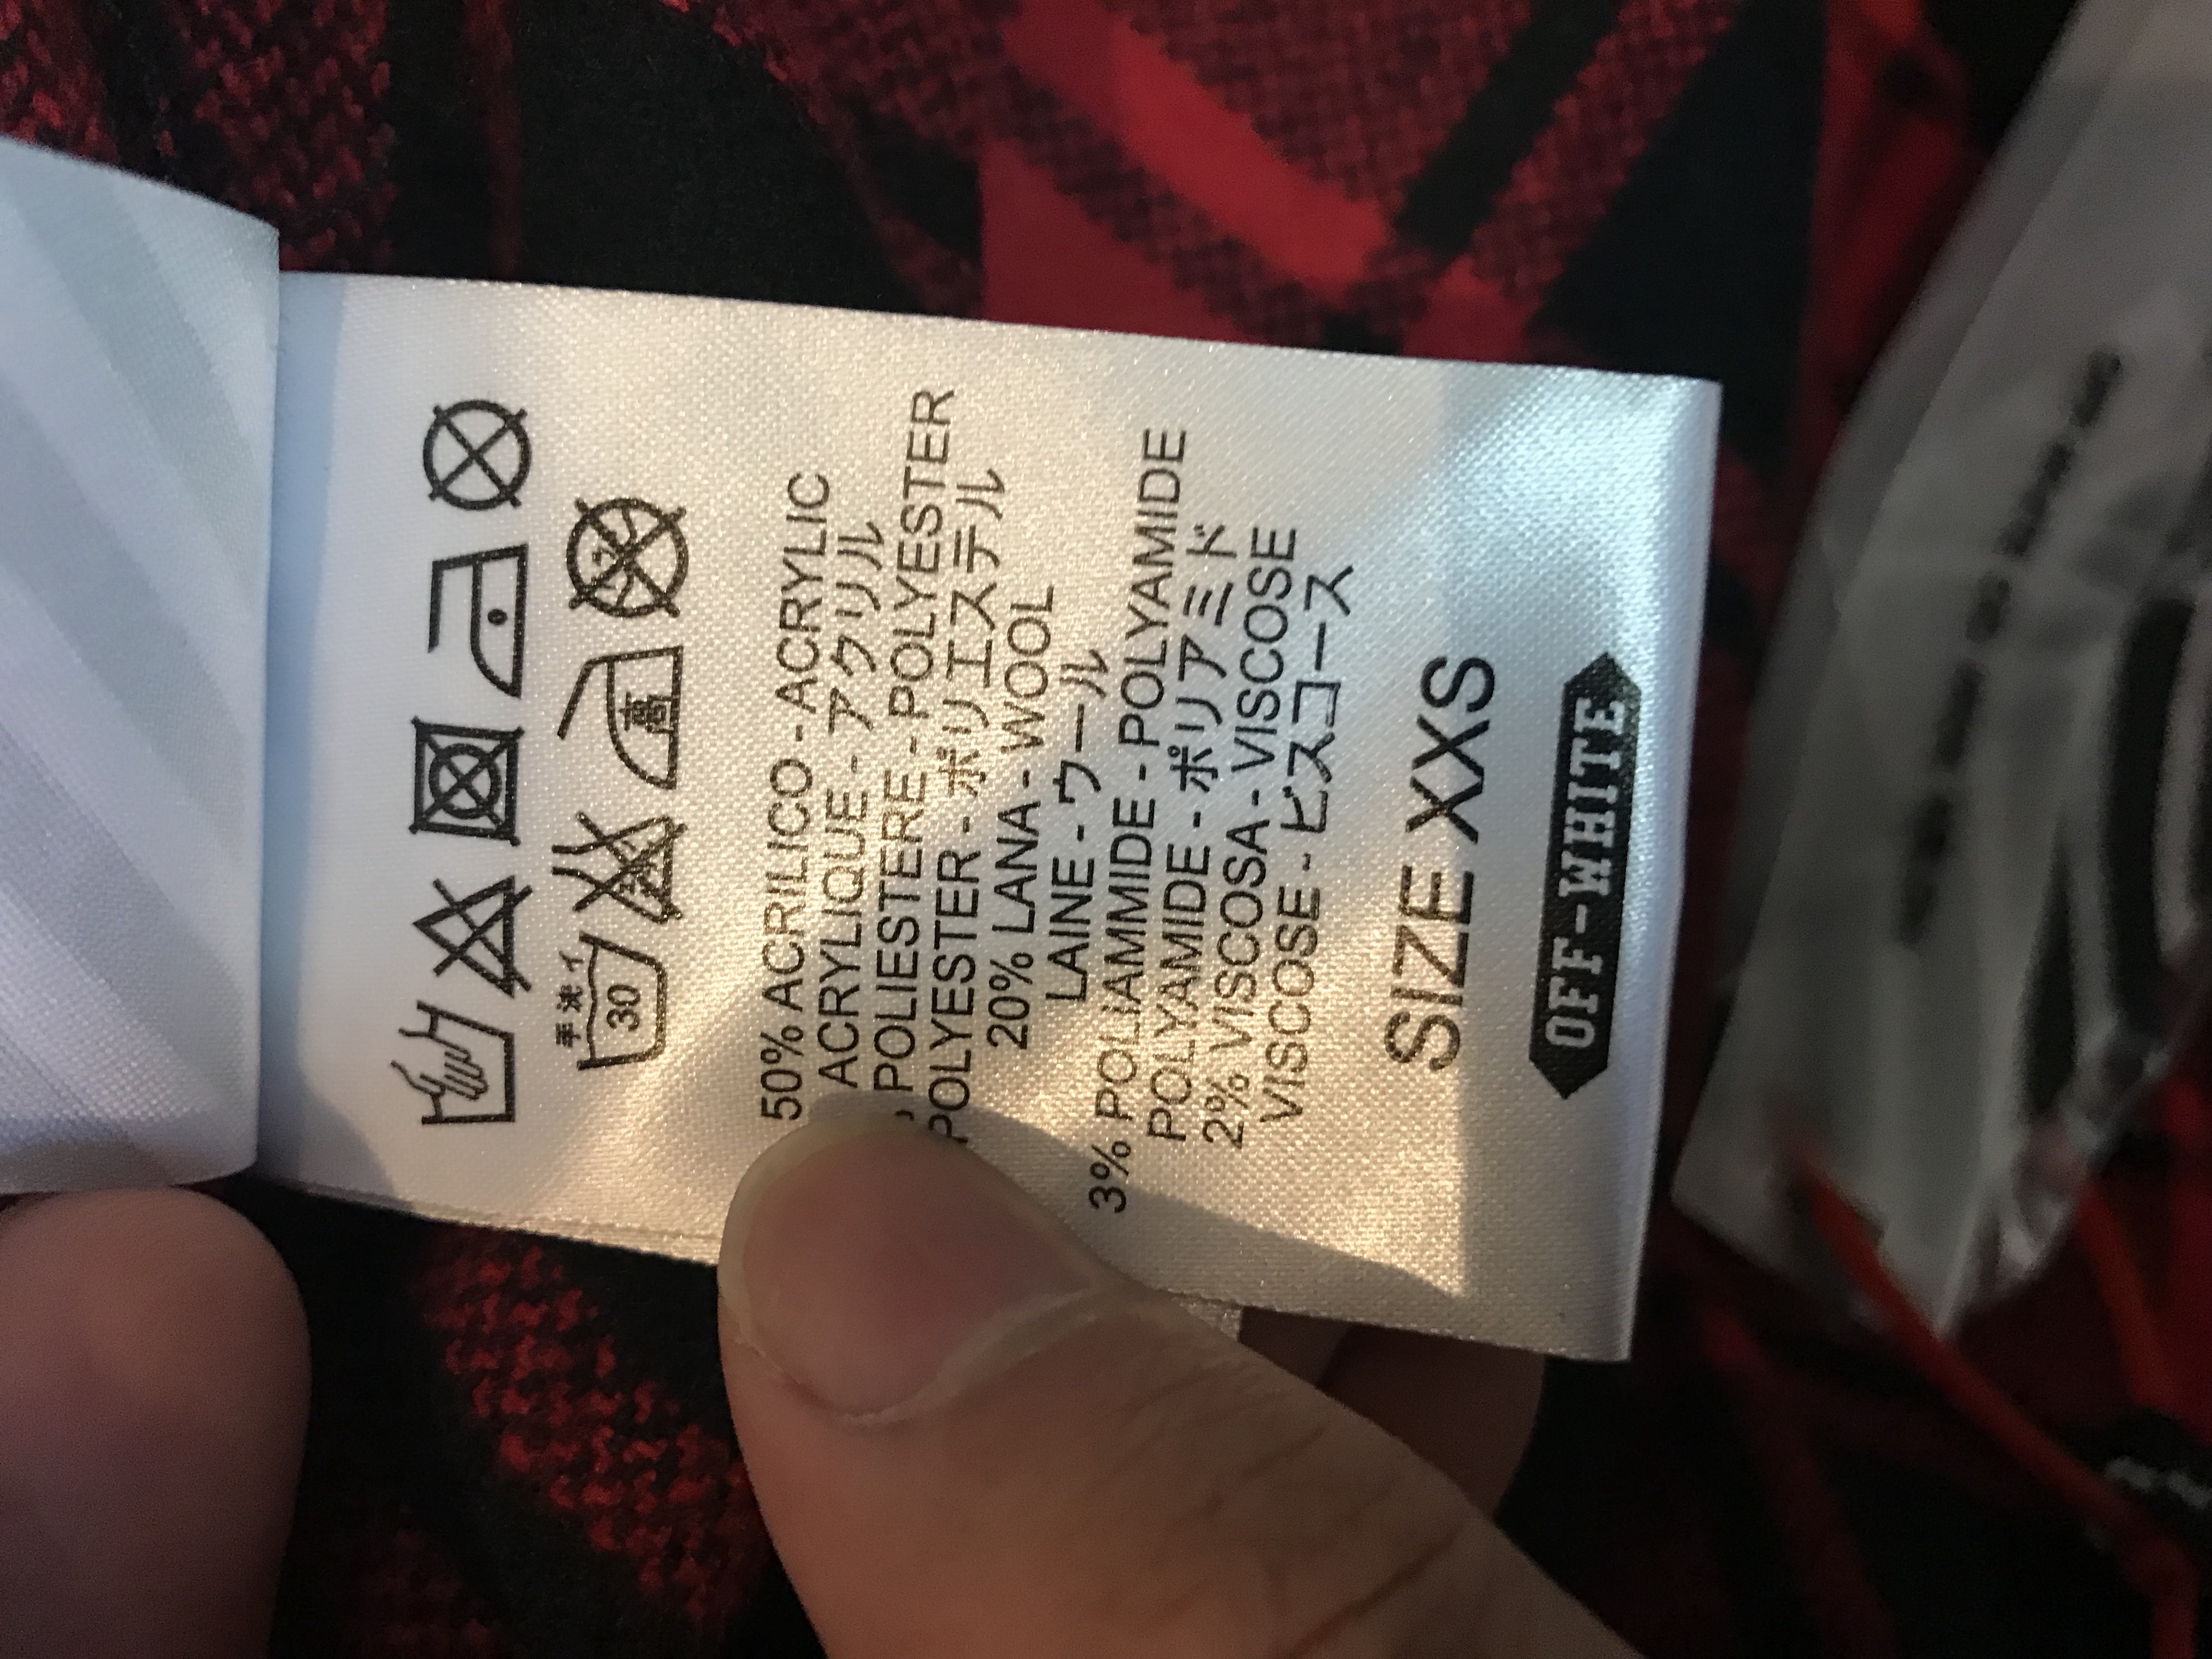 手洗イ
30
高
50% ACRILICO - ACRYLIC
ACRYLIQUE - アクリル
POLIESTERE - POLYESTER
POLYESTER - ポリエステル
20% LANA - WOOL
LAINE - ウール
3% POLIAMMIDE - POLYAMIDE
POLYAMIDE - ポリアミド
2% VISCOSA - VISCOSE
VISCOSE - ビスコース
SIZE XXS
OFF-WHITE